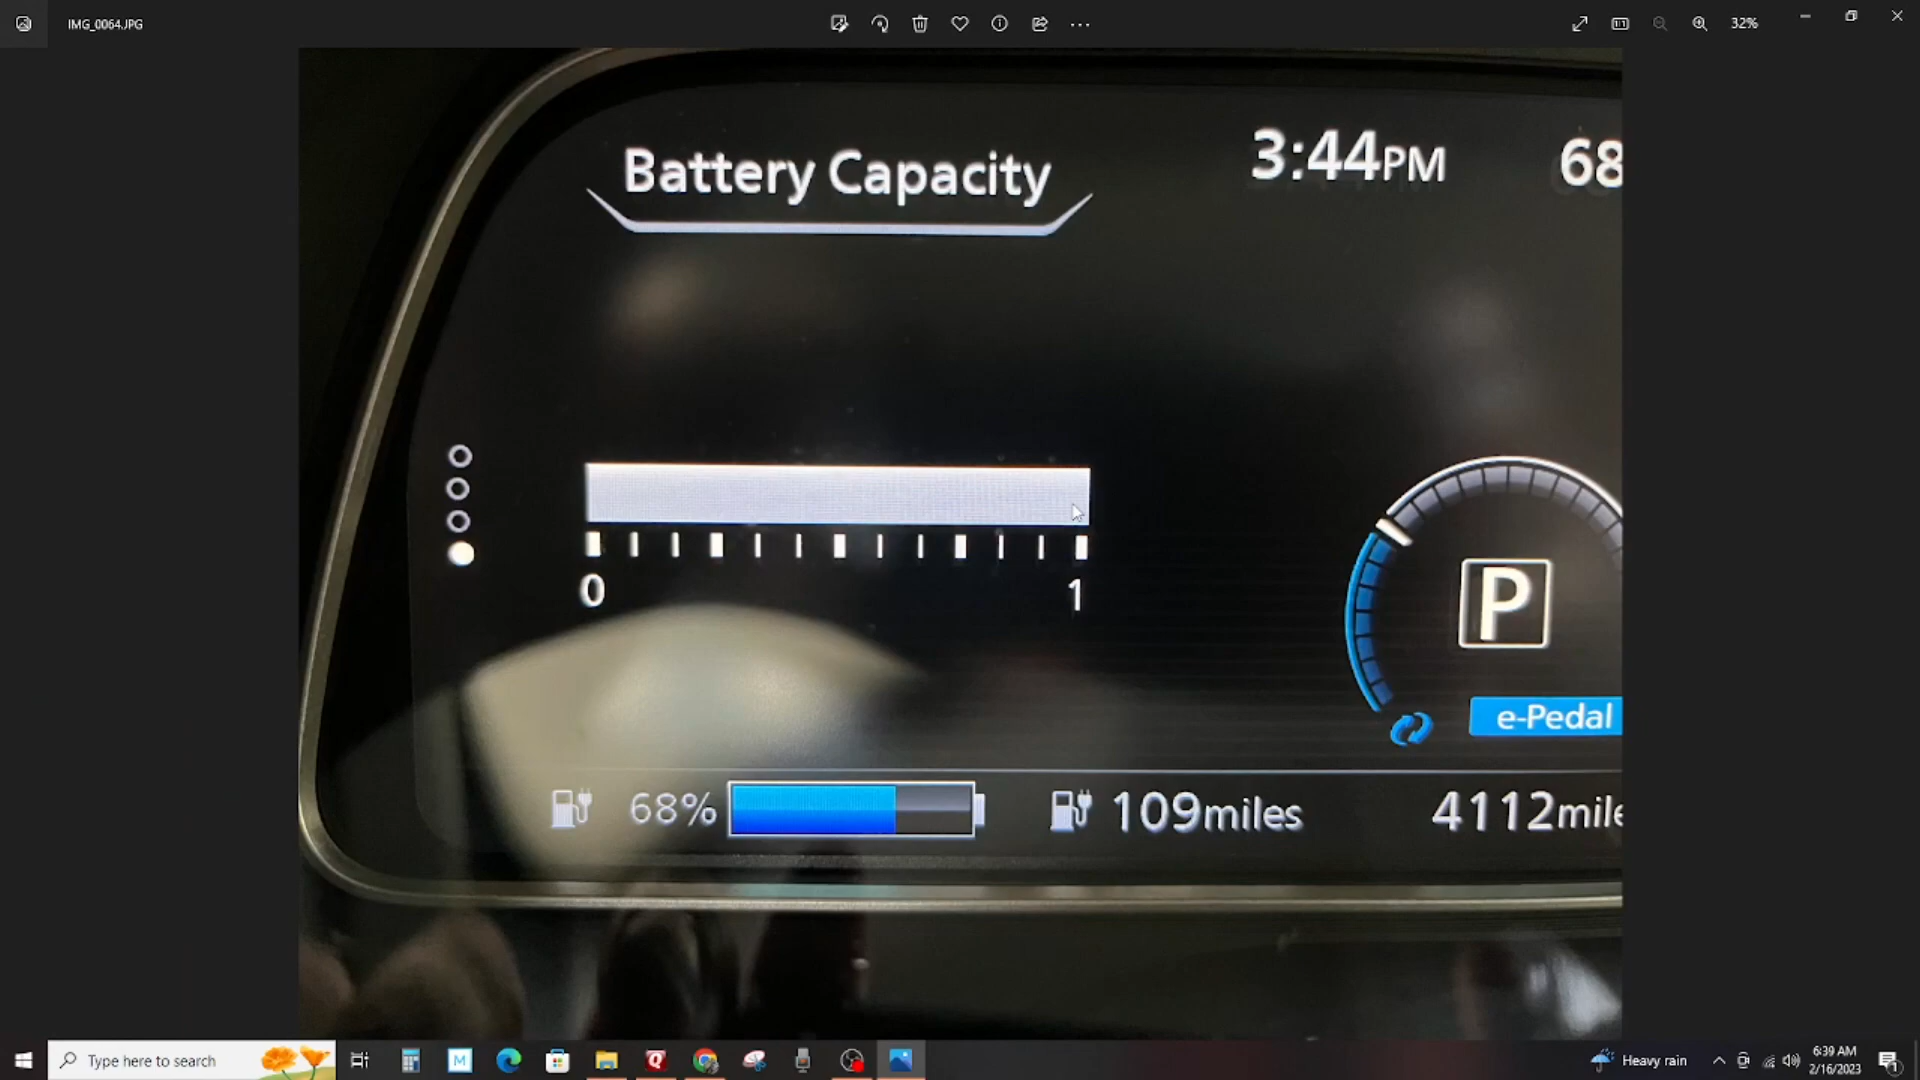 IMG_0064.JPG
32%
Battery Capacity
3:44PM
68
0
1
P
e-Pedal
68%
109miles
4112mile
Type here to search
M
Q
Heavy rain
6:39 AM
2/16/2023
1